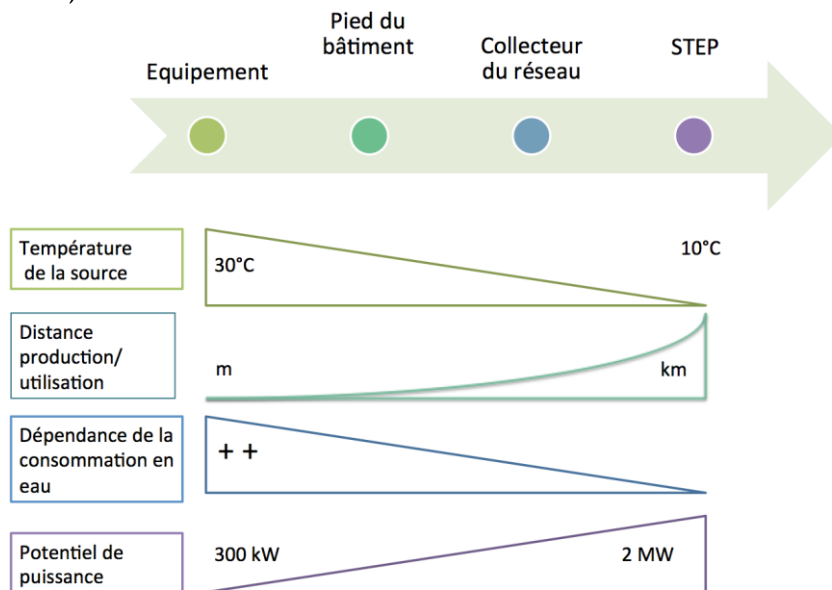 Pied du
bâtiment
Collecteur
du réseau
STEP
Equipement
Température
de la source
30°C
10°C
Distance
production/
utilisation
m
km
Dépendance de la
consommation en
eau
+ +
Potentiel de
puissance
300 kW
2 MW